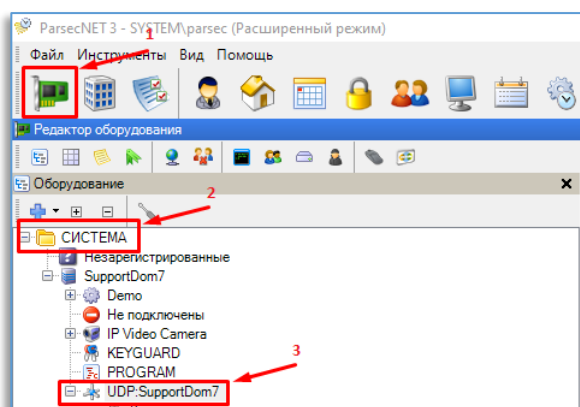 ParsecNET 3 - SYSTEM\parsec (Расширенный режим)
1
Файл Инструменты Вид Помощь
Редактор оборудования
Оборудование
2
СИСТЕМА
Незарегистрированные
SupportDom7
Demo
Не подключены
IP Video Camera
KEYGUARD
3
PROGRAM
UDP:SupportDom7